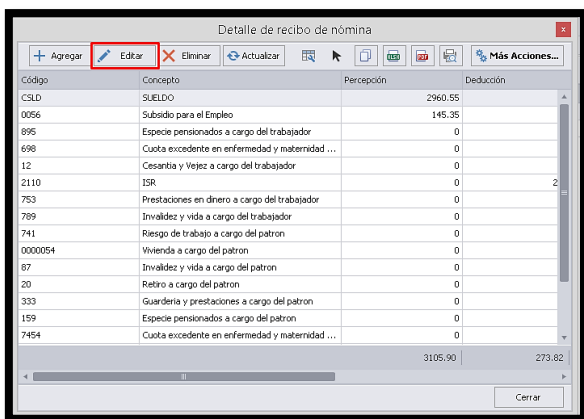 Detalle de recibo de nómina
x
Agregar Editar Eliminar Actualizar XLSX PDF Más Acciones...
Código Concepto Percepción Deducción
CSLD SUELDO 2960.55
0056 Subsidio para el Empleo 145.35
895 Especie pensionados a cargo del trabajador 0
698 Cuota excedente en enfermedad y maternidad ... 0
12 Cesantia y Vejez a cargo del trabajador 0
2110 ISR 0 2
753 Prestaciones en dinero a cargo del trabajador 0
789 Invalidez y vida a cargo del trabajador 0
741 Riesgo de trabajo a cargo del patron 0
0000054 Vivienda a cargo del patron 0
87 Invalidez y vida a cargo del patron 0
20 Retiro a cargo del patron 0
333 Guarderia y prestaciones a cargo del patron 0
159 Especie pensionados a cargo del patron 0
7454 Cuota excedente en enfermedad y maternidad ... 0
3105.90 273.82
Cerrar